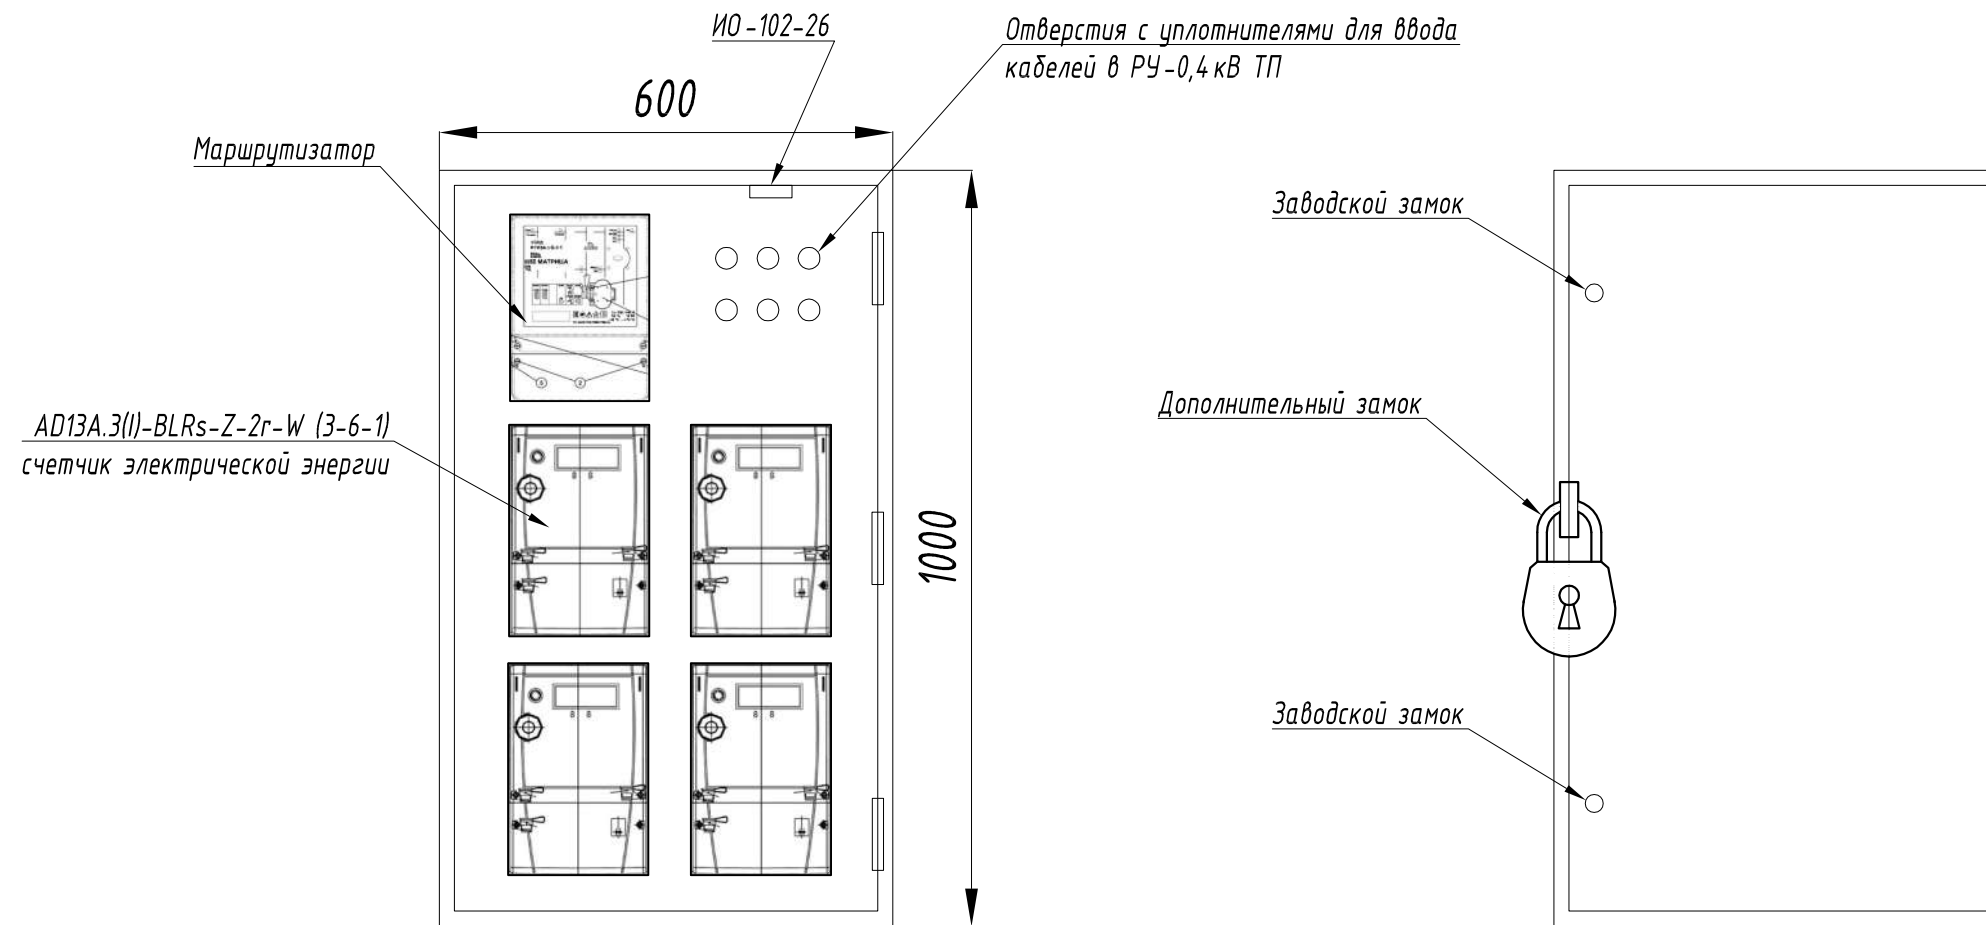 ИО-102-26
Отверстия с уплотнителями для ввода
кабелей в РУ-0,4кВ ТП
600
Маршрутизатор
Заводской замок
МАТРИЦА
Дополнительный замок
AD13A.3(I)-BLRs-Z-2r-W (3-6-1)
счетчик электрической энергии
1000
Заводской замок